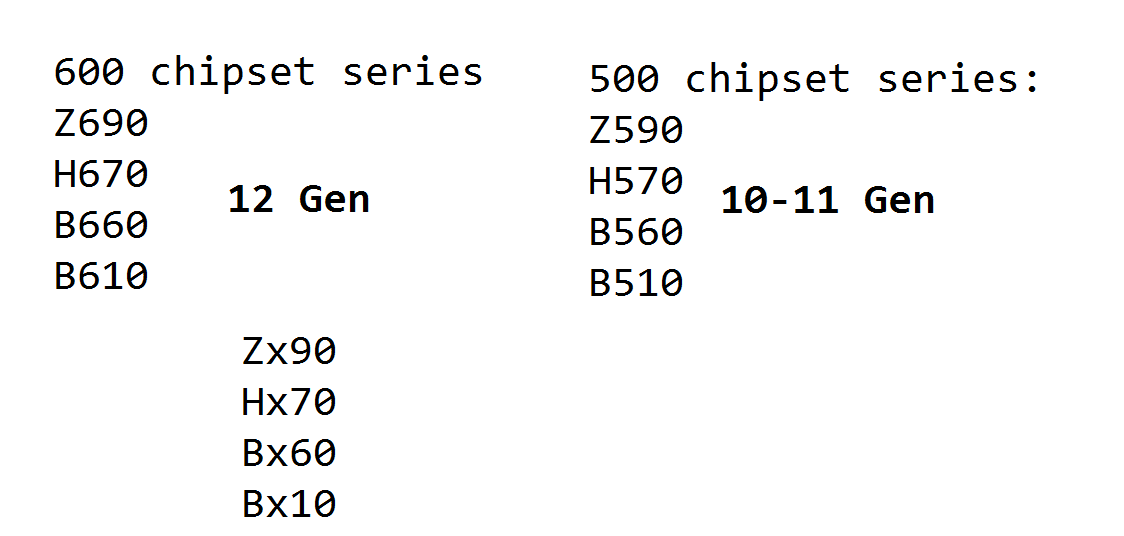 600 chipset series
Z690
H670
B660
B610
12 Gen
500 chipset series:
Z590
H570
B560
B510
10-11 Gen
Zx90
Hx70
Bx60
Bx10